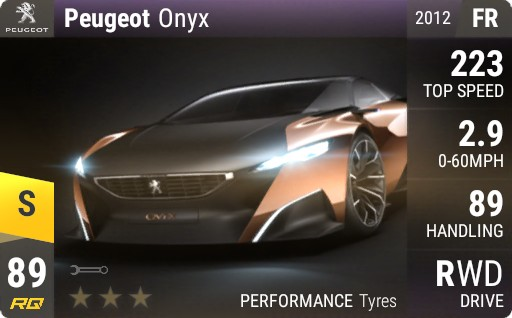 PEUGEOT
Peugeot Onyx
2012 FR
223
TOP SPEED
2.9
0-60MPH
89
HANDLING
RWD
DRIVE
S
89
RQ
ONYX
PERFORMANCE Tyres